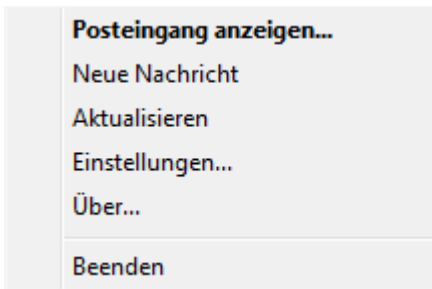 Posteingang anzeigen...
Neue Nachricht
Aktualisieren
Einstellungen...
Über...
Beenden